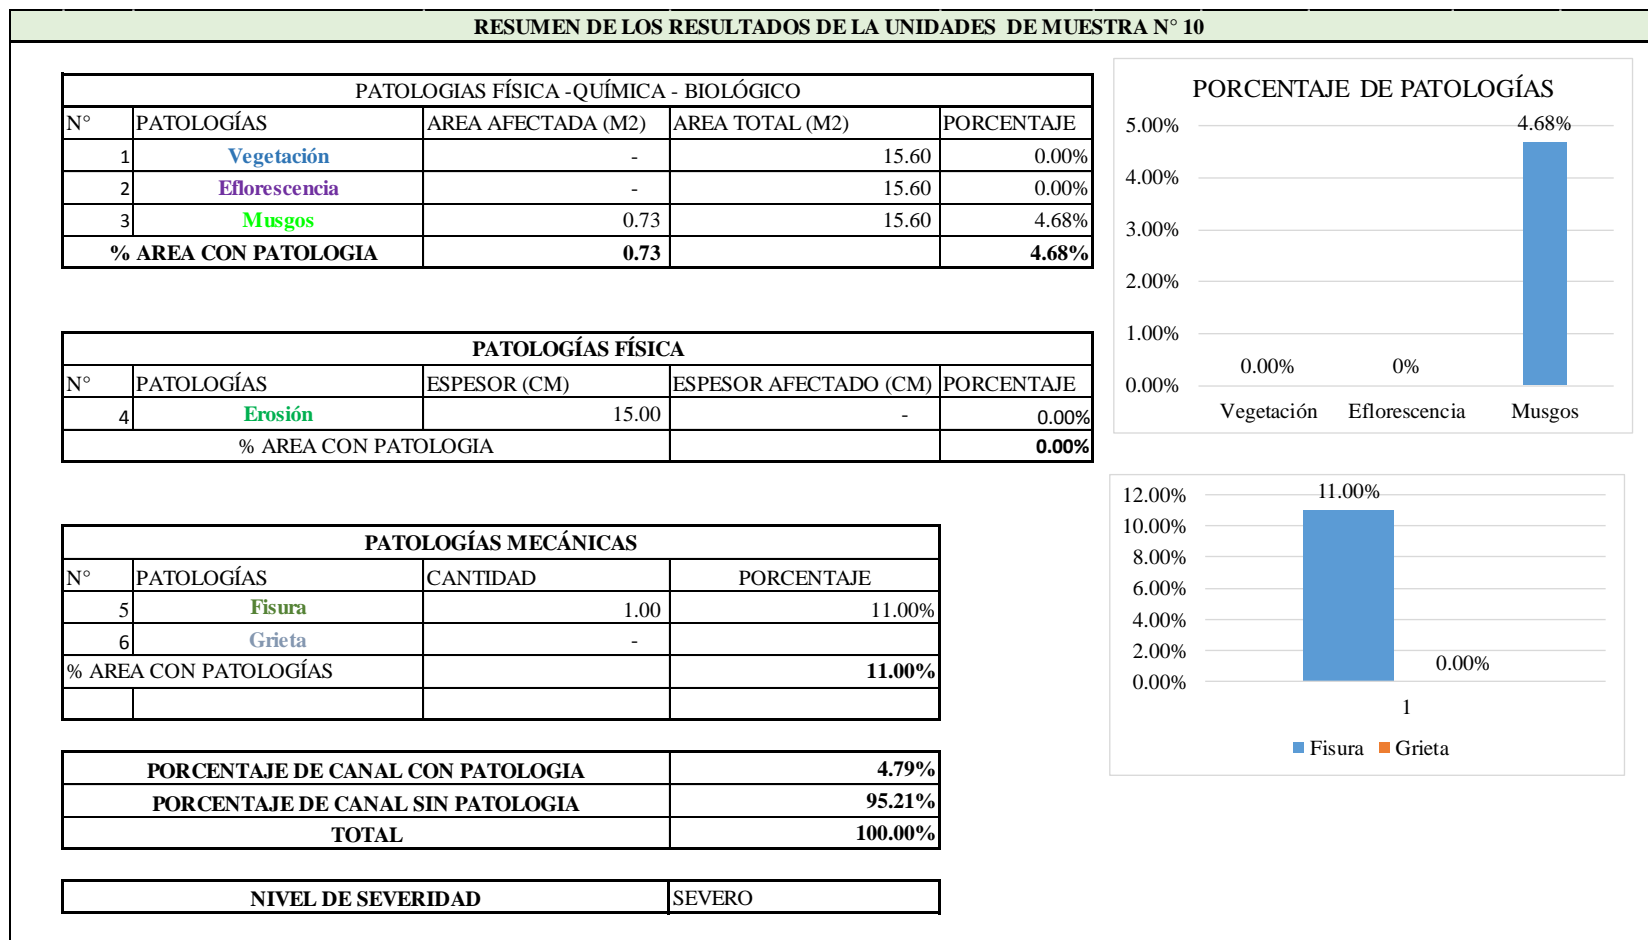 RESUMEN DE LOS RESULTADOS DE LA UNIDADES DE MUESTRA N° 10
PATOLOGIAS FÍSICA -QUÍMICA - BIOLÓGICO
N° PATOLOGÍAS AREA AFECTADA (M2) AREA TOTAL (M2) PORCENTAJE
1 Vegetación - 15.60 0.00%
2 Eflorescencia - 15.60 0.00%
3 Musgos 0.73 15.60 4.68%
% AREA CON PATOLOGIA 0.73 4.68%
PATOLOGÍAS FÍSICA
N° PATOLOGÍAS ESPESOR (CM) ESPESOR AFECTADO (CM) PORCENTAJE
4 Erosión 15.00 - 0.00%
% AREA CON PATOLOGIA 0.00%
PATOLOGÍAS MECÁNICAS
N° PATOLOGÍAS CANTIDAD PORCENTAJE
5 Fisura 1.00 11.00%
6 Grieta -
% AREA CON PATOLOGÍAS 11.00%
PORCENTAJE DE CANAL CON PATOLOGIA 4.79%
PORCENTAJE DE CANAL SIN PATOLOGIA 95.21%
TOTAL 100.00%
NIVEL DE SEVERIDAD SEVERO
PORCENTAJE DE PATOLOGÍAS
5.00%
4.68%
4.00%
3.00%
2.00%
1.00%
0.00% 0%
0.00%
Vegetación Eflorescencia Musgos
12.00%
11.00%
10.00%
8.00%
6.00%
4.00%
2.00%
0.00%
0.00%
1
Fisura Grieta